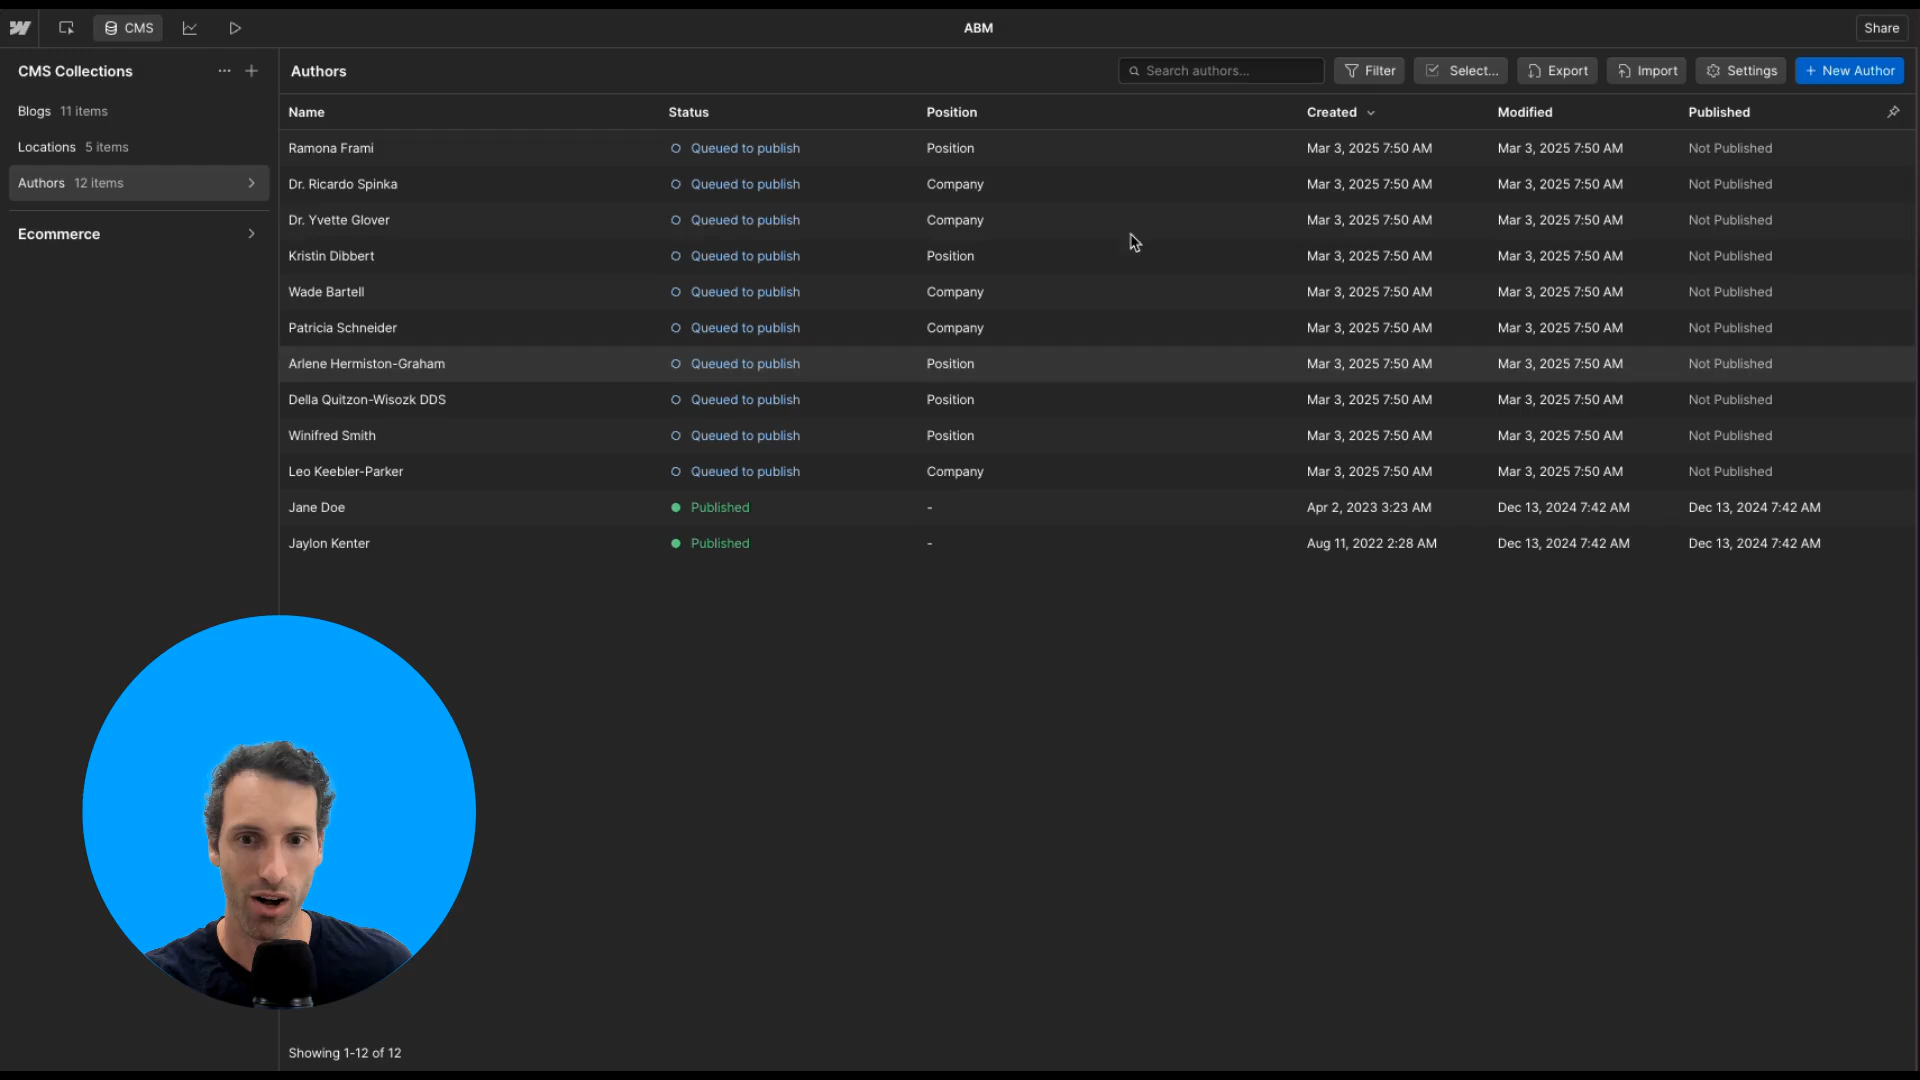 CMS
ABM
Share
CMS Collections
Authors
Search authors...
Filter
Select...
Export
Import
Settings
+ New Author
Blogs 11 items
Locations 5 items
Authors 12 items
Ecommerce
Name Status Position Created Modified Published
Ramona Frami Queued to publish Position Mar 3, 2025 7:50 AM Mar 3, 2025 7:50 AM Not Published
Dr. Ricardo Spinka Queued to publish Company Mar 3, 2025 7:50 AM Mar 3, 2025 7:50 AM Not Published
Dr. Yvette Glover Queued to publish Company Mar 3, 2025 7:50 AM Mar 3, 2025 7:50 AM Not Published
Kristin Dibbert Queued to publish Position Mar 3, 2025 7:50 AM Mar 3, 2025 7:50 AM Not Published
Wade Bartell Queued to publish Company Mar 3, 2025 7:50 AM Mar 3, 2025 7:50 AM Not Published
Patricia Schneider Queued to publish Company Mar 3, 2025 7:50 AM Mar 3, 2025 7:50 AM Not Published
Arlene Hermiston-Graham Queued to publish Position Mar 3, 2025 7:50 AM Mar 3, 2025 7:50 AM Not Published
Della Quitzon-Wisozk DDS Queued to publish Position Mar 3, 2025 7:50 AM Mar 3, 2025 7:50 AM Not Published
Winifred Smith Queued to publish Position Mar 3, 2025 7:50 AM Mar 3, 2025 7:50 AM Not Published
Leo Keebler-Parker Queued to publish Company Mar 3, 2025 7:50 AM Mar 3, 2025 7:50 AM Not Published
Jane Doe Published - Apr 2, 2023 3:23 AM Dec 13, 2024 7:42 AM Dec 13, 2024 7:42 AM
Jaylon Kenter Published - Aug 11, 2022 2:28 AM Dec 13, 2024 7:42 AM Dec 13, 2024 7:42 AM
Showing 1-12 of 12